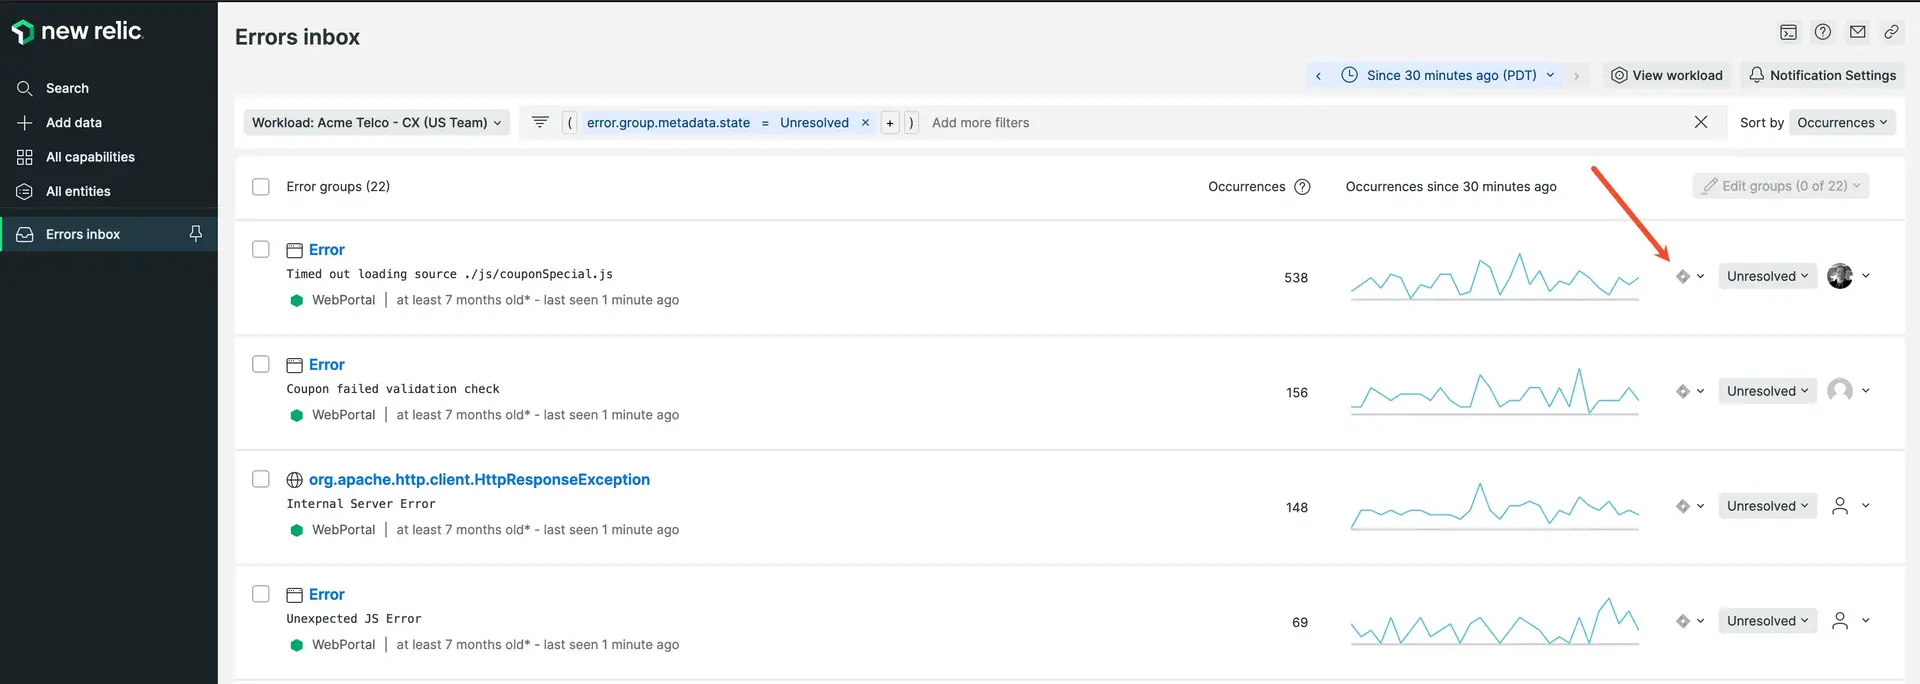 new relic.
Search
Add data
All capabilities
All entities
Errors inbox
Errors inbox
Since 30 minutes ago (PDT)
View workload
Notification Settings
Workload: Acme Telco - CX (US Team)
( error.group.metadata.state = Unresolved × + ) Add more filters
Sort by Occurrences
Error groups (22)
Occurrences ?
Occurrences since 30 minutes ago
Edit groups (0 of 22)
Error
Timed out loading source ./js/couponSpecial.js
WebPortal | at least 7 months old* - last seen 1 minute ago
538
Unresolved
Error
Coupon failed validation check
WebPortal | at least 7 months old* - last seen 1 minute ago
156
Unresolved
org.apache.http.client.HttpResponseException
Internal Server Error
WebPortal | at least 7 months old* - last seen 1 minute ago
148
Unresolved
Error
Unexpected JS Error
WebPortal | at least 7 months old* - last seen 1 minute ago
69
Unresolved